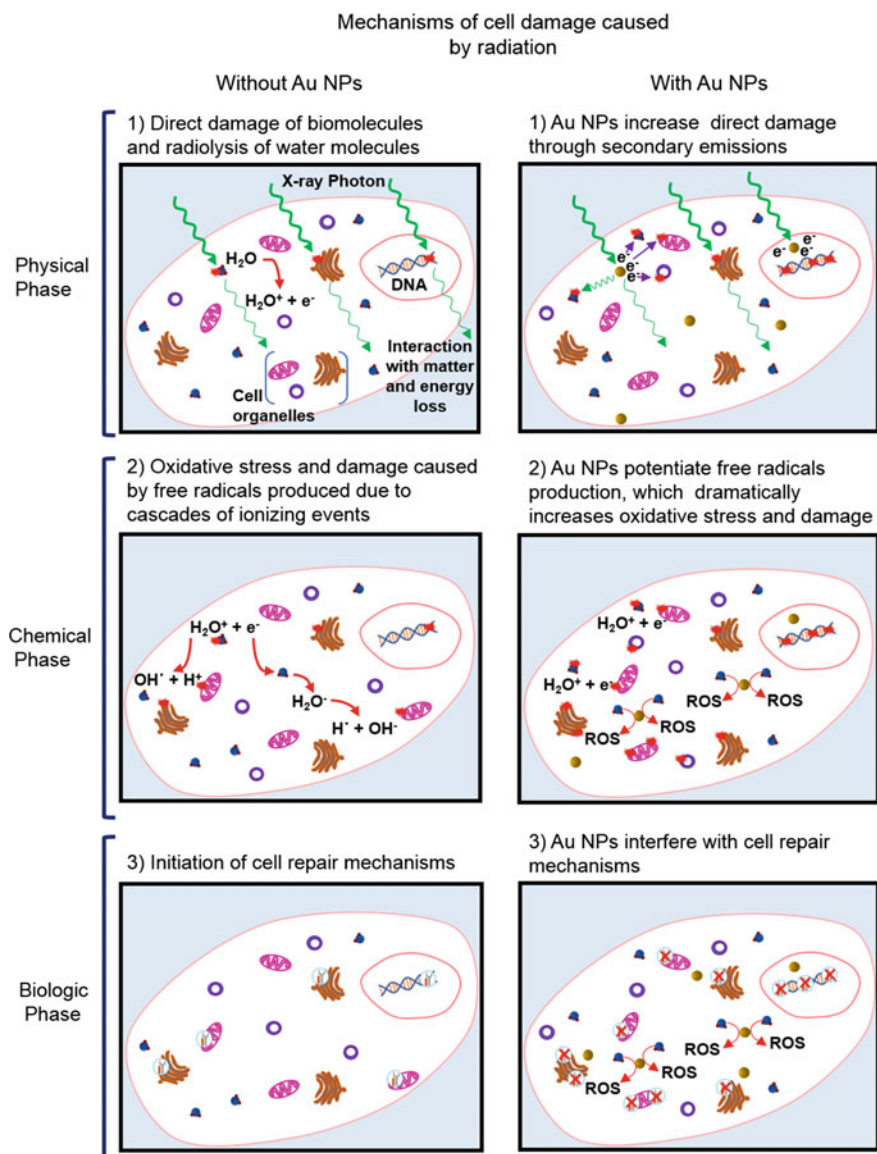 Mechanisms of cell damage caused
by radiation
Without Au NPs
With Au NPs
Physical
Phase
1) Direct damage of biomolecules
and radiolysis of water molecules
X-ray Photon
H₂O
H₂O⁺ + e⁻
DNA
Cell
organelles
Interaction
with matter
and energy
loss
1) Au NPs increase direct damage
through secondary emissions
e⁻
e⁻
e⁻
e⁻
e⁻ e⁻
Chemical
Phase
2) Oxidative stress and damage caused
by free radicals produced due to
cascades of ionizing events
H₂O⁺ + e⁻
OH˙ + H⁺
H₂O⁻
H˙ + OH⁻
2) Au NPs potentiate free radicals
production, which dramatically
increases oxidative stress and damage
H₂O⁺ + e⁻
H₂O⁺ + e⁻
ROS
ROS
ROS
ROS
Biologic
Phase
3) Initiation of cell repair mechanisms
3) Au NPs interfere with cell repair
mechanisms
ROS
ROS
ROS
ROS